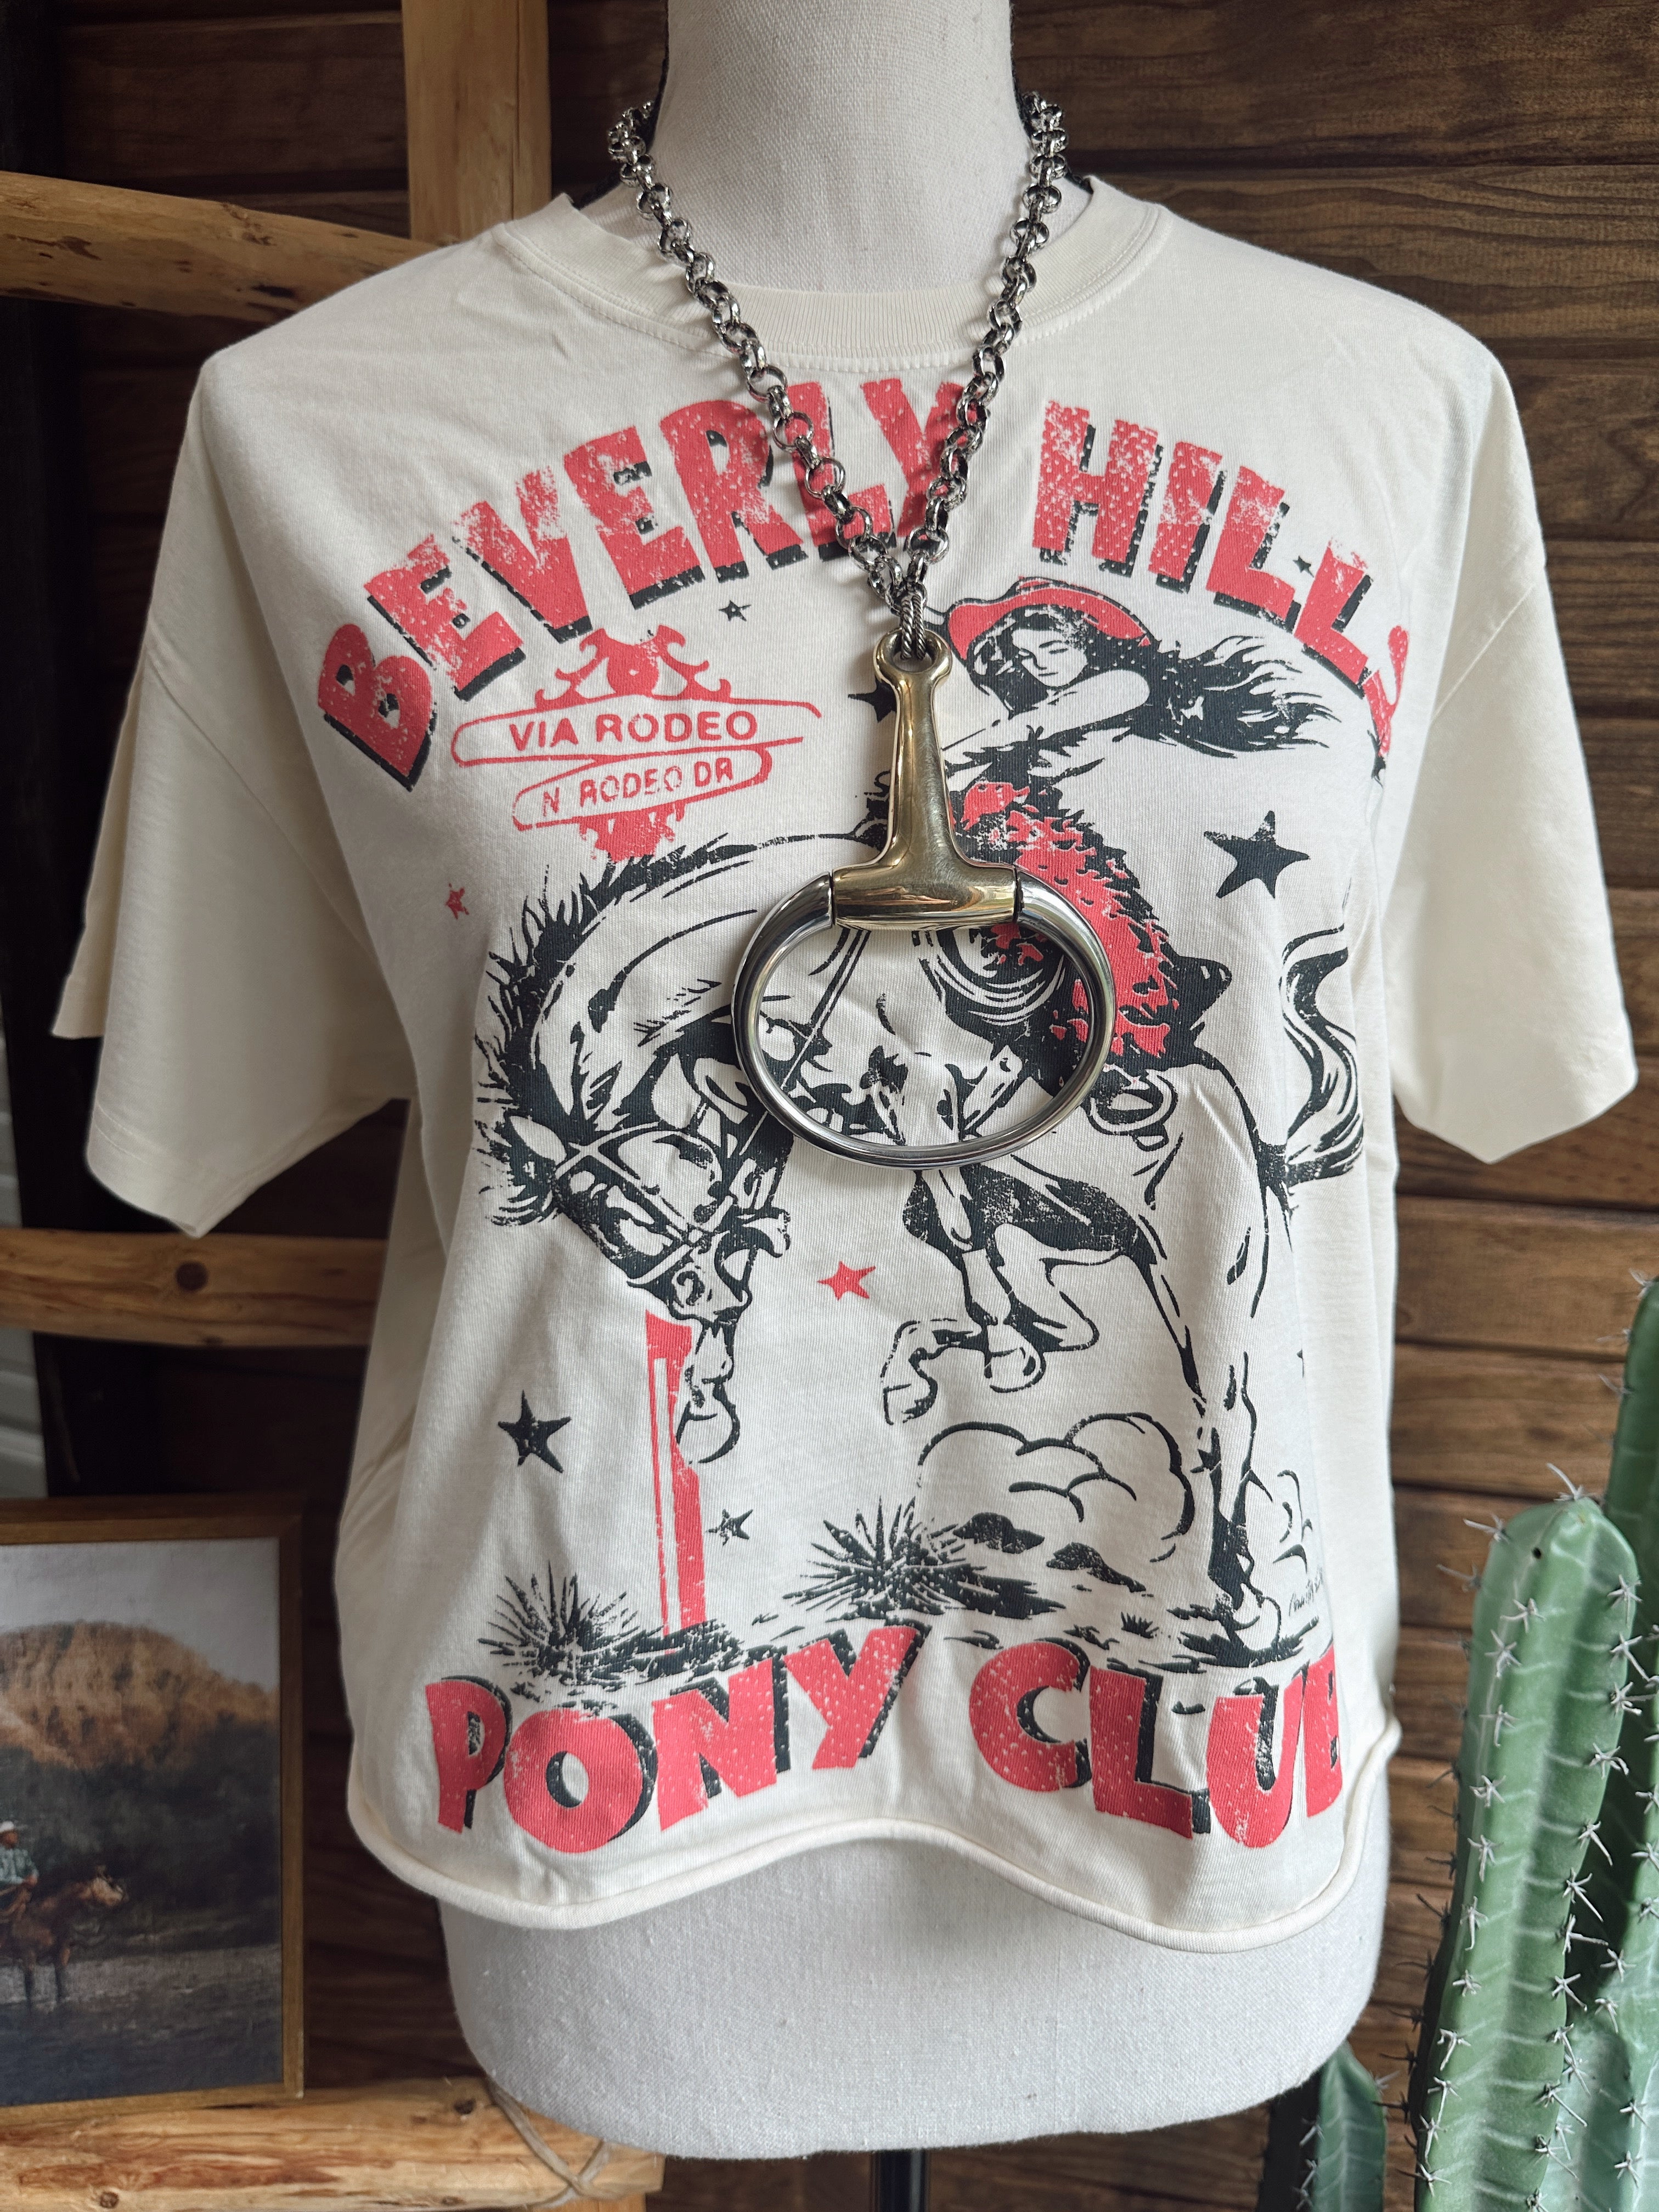 BEVERLY HILLS
VIA RODEO
N RODEO DR
PONY CLUB